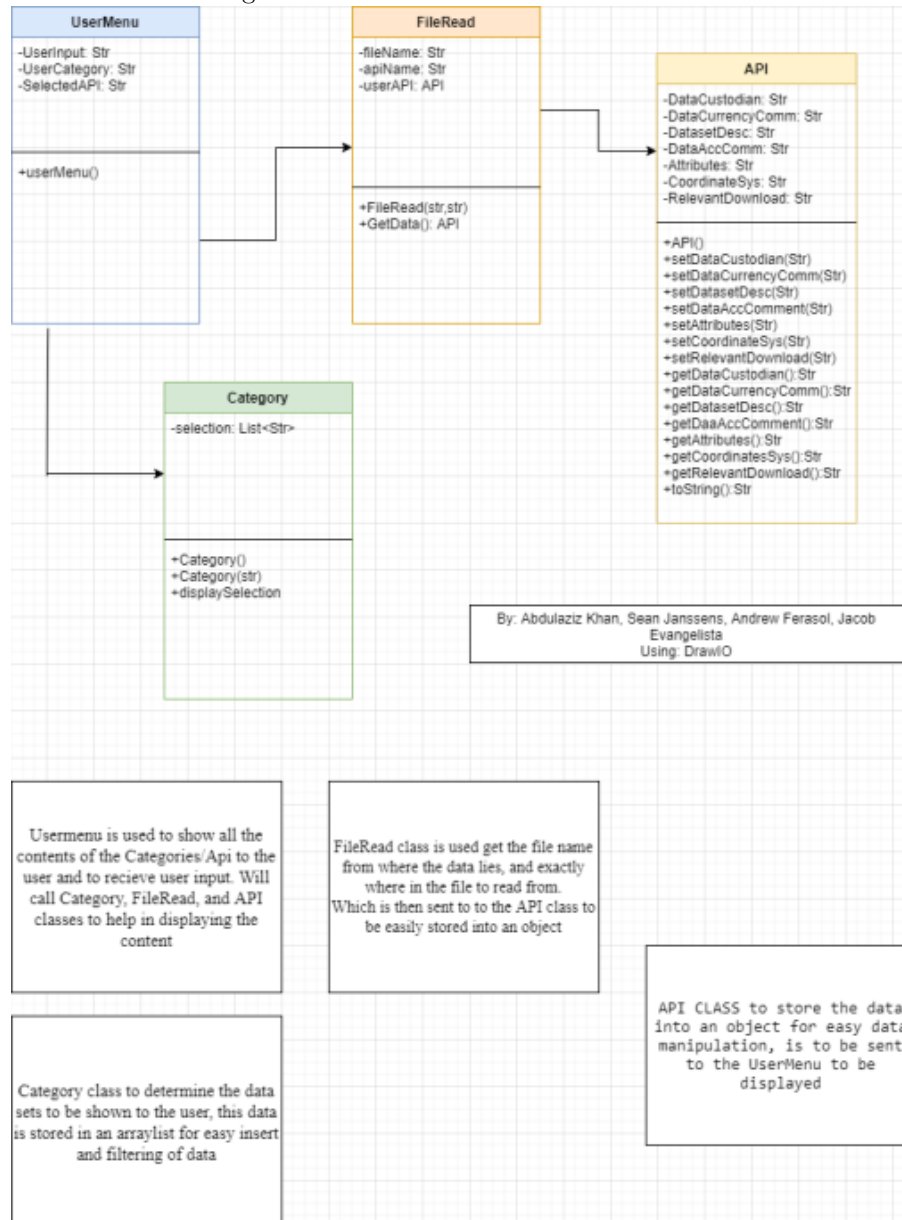 UserMenu
-UserInput: Str
-UserCategory: Str
-SelectedAPI: Str
+userMenu()
FileRead
-fileName: Str
-apiName: Str
-userAPI: API
+FileRead(str,str)
+GetData(): API
API
-DataCustodian: Str
-DataCurrencyComm: Str
-DatasetDesc: Str
-DataAccComm: Str
-Attributes: Str
-CoordinateSys: Str
-RelevantDownload: Str
+API()
+setDataCustodian(Str)
+setDataCurrencyComm(Str)
+setDatasetDesc(Str)
+setDataAccComment(Str)
+setAttributes(Str)
+setCoordinateSys(Str)
+setRelevantDownload(Str)
+getDataCustodian():Str
+getDataCurrencyComm():Str
+getDatasetDesc():Str
+getDaaAccComment():Str
+getAttributes():Str
+getCoordinatesSys():Str
+getRelevantDownload():Str
+toString():Str
Category
-selection: List<Str>
+Category()
+Category(str)
+displaySelection
By: Abdulaziz Khan, Sean Janssens, Andrew Ferasol, Jacob
Evangelista
Using: DrawIO
Usermenu is used to show all the
contents of the Categories/Api to the
user and to recieve user input. Will
call Category, FileRead, and API
classes to help in displaying the
content
FileRead class is used get the file name
from where the data lies, and exactly
where in the file to read from.
Which is then sent to to the API class to
be easily stored into an object
API CLASS to store the data
into an object for easy data
manipulation, is to be sent
to the UserMenu to be
displayed
Category class to determine the data
sets to be shown to the user, this data
is stored in an arraylist for easy insert
and filtering of data